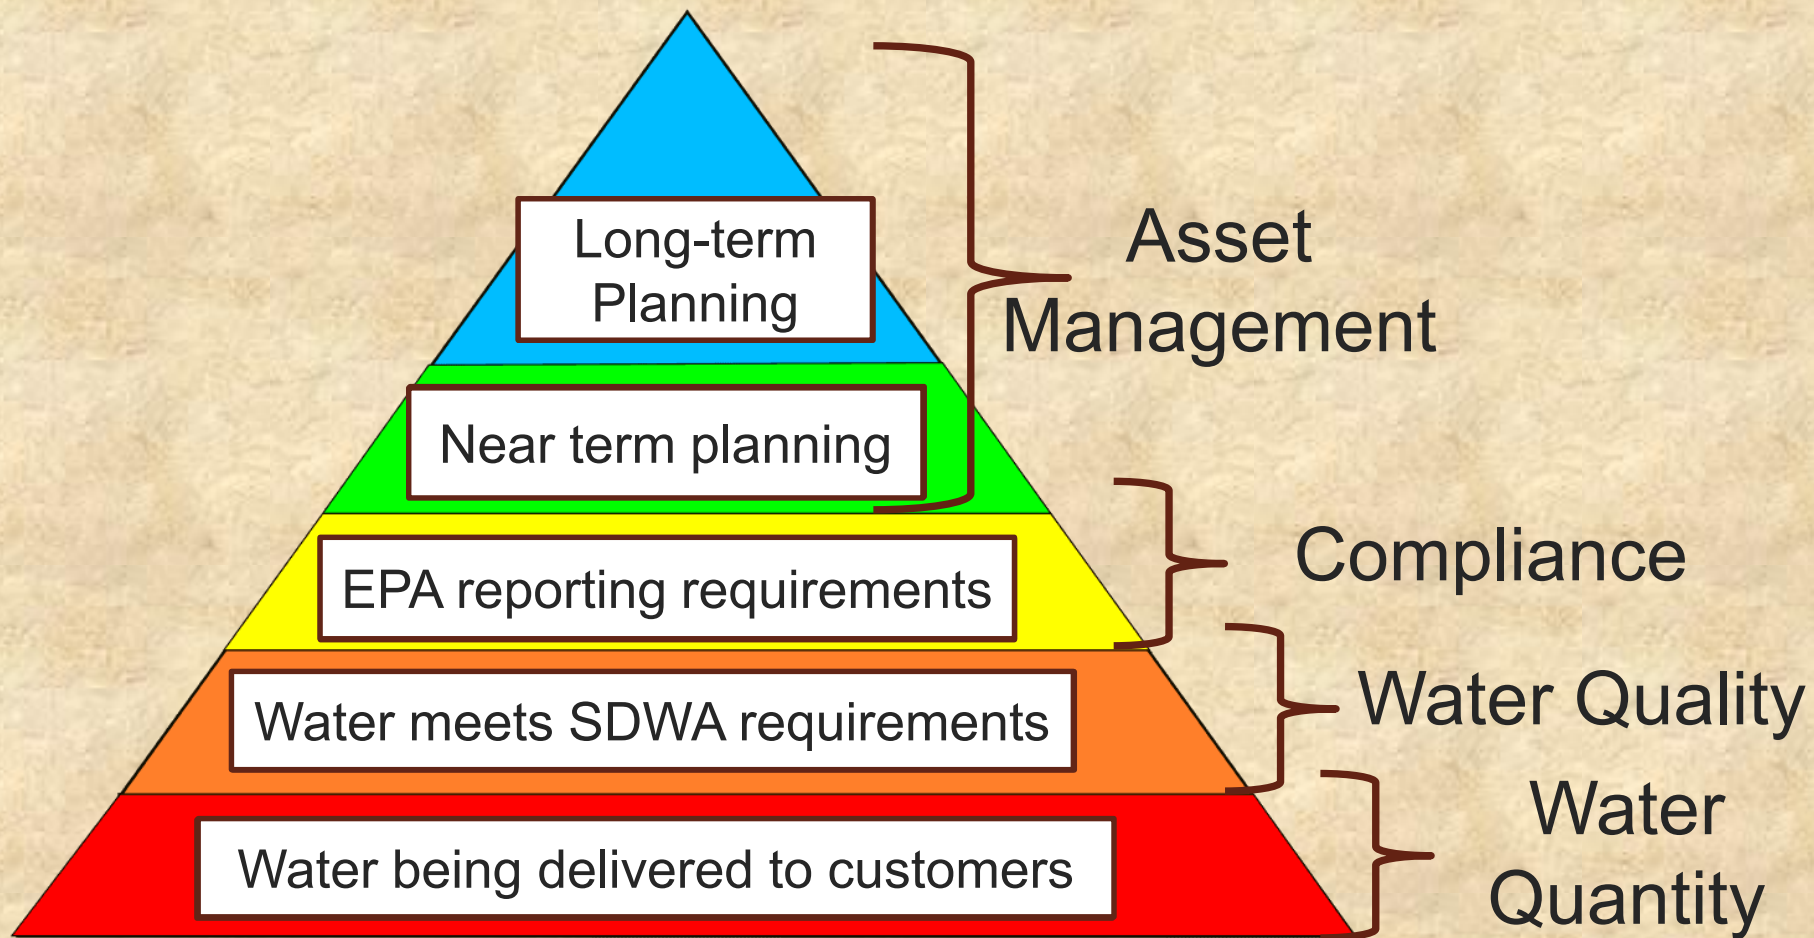 Long-term
Planning
Asset
Management
Near term planning
EPA reporting requirements
Compliance
Water meets SDWA requirements
Water Quality
Water being delivered to customers
Water
Quantity